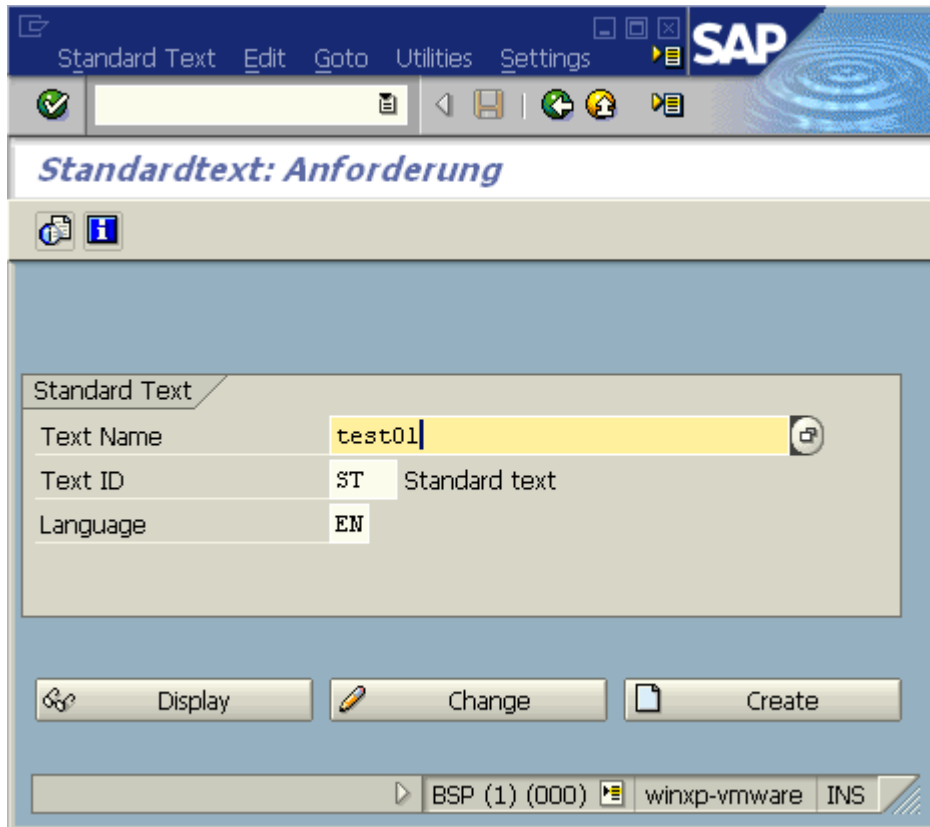 Standard Text Edit Goto Utilities Settings
SAP
Standardtext: Anforderung
Standard Text
Text Name test01
Text ID ST Standard text
Language EN
Display Change Create
BSP (1) (000) winxp-vmware INS